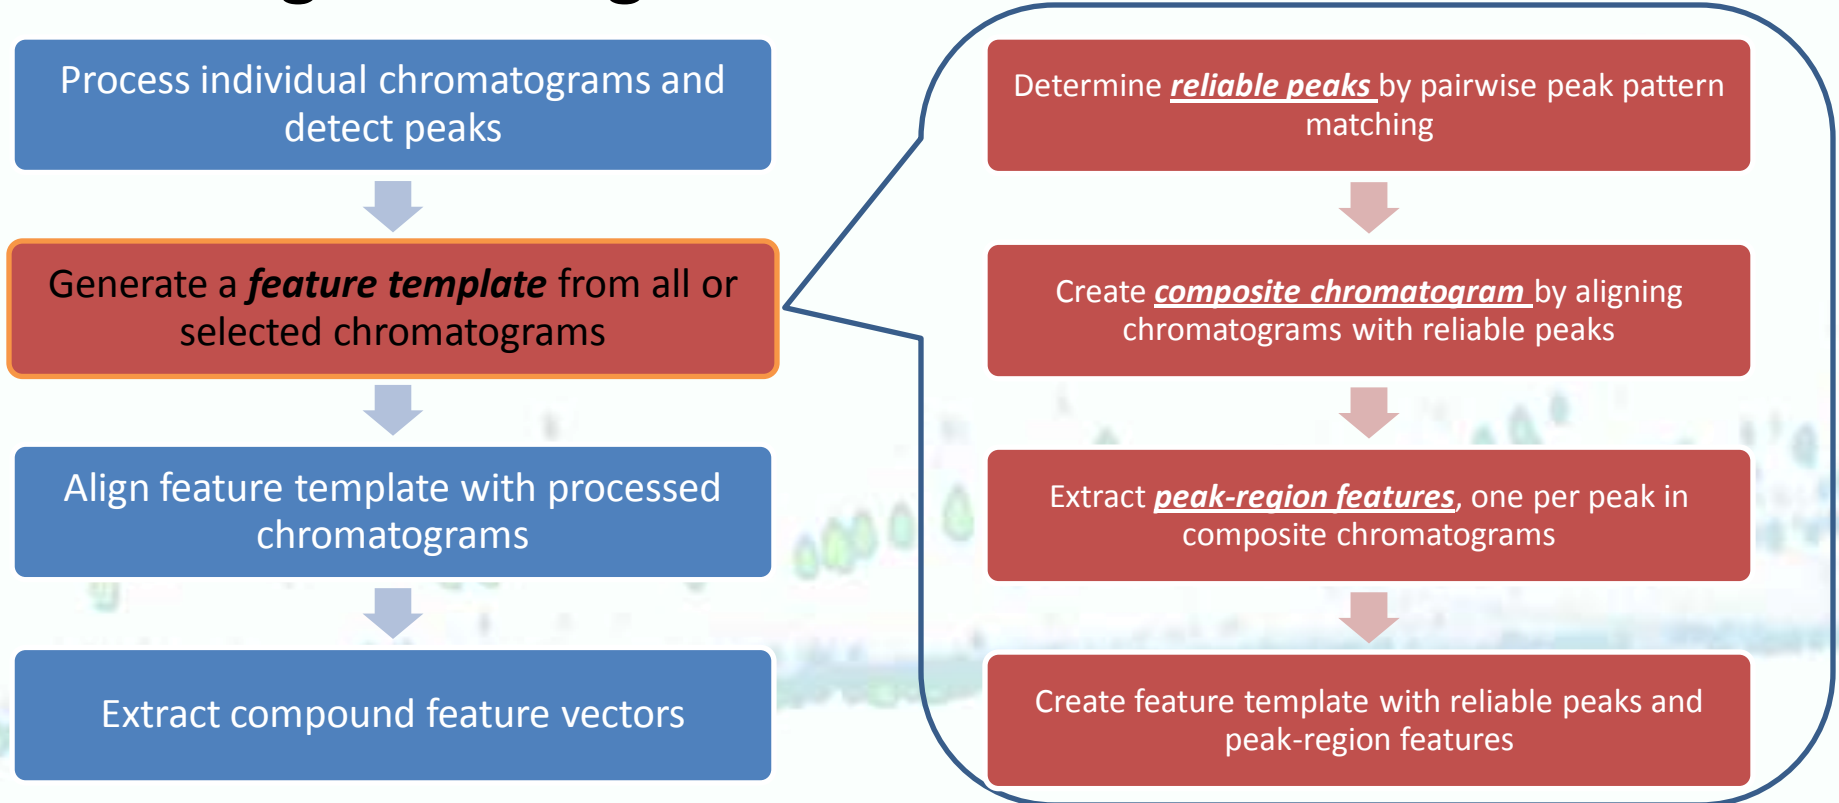 Process individual chromatograms and
detect peaks
Generate a feature template from all or
selected chromatograms
Align feature template with processed
chromatograms
Extract compound feature vectors
Determine reliable peaks by pairwise peak pattern
matching
Create composite chromatogram by aligning
chromatograms with reliable peaks
Extract peak-region features, one per peak in
composite chromatograms
Create feature template with reliable peaks and
peak-region features